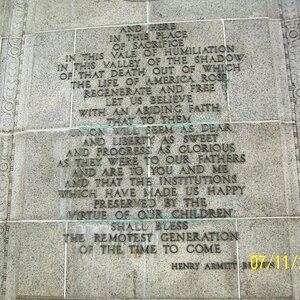 AND HERE
IN THIS PLACE
OF SACRIFICE
IN THIS VALE OF HUMILIATION
IN THIS VALLEY OF THE SHADOW
OF THAT DEATH, OUT OF WHICH
THE LIFE OF AMERICA ROSE
REGENERATE AND FREE
LET US BELIEVE
WITH AN ABIDING FAITH
THAT TO THEM
UNION WILL SEEM AS DEAR
AND LIBERTY AS SWEET
AND PROGRESS AS GLORIOUS
AS THEY WERE TO OUR FATHERS
AND ARE TO YOU AND ME
AND THAT THE INSTITUTIONS
WHICH HAVE MADE US HAPPY
PRESERVED BY THE
VIRTUE OF OUR CHILDREN
SHALL BLESS
THE REMOTEST GENERATION
OF THE TIME TO COME
HENRY ARMITT
07/11/2